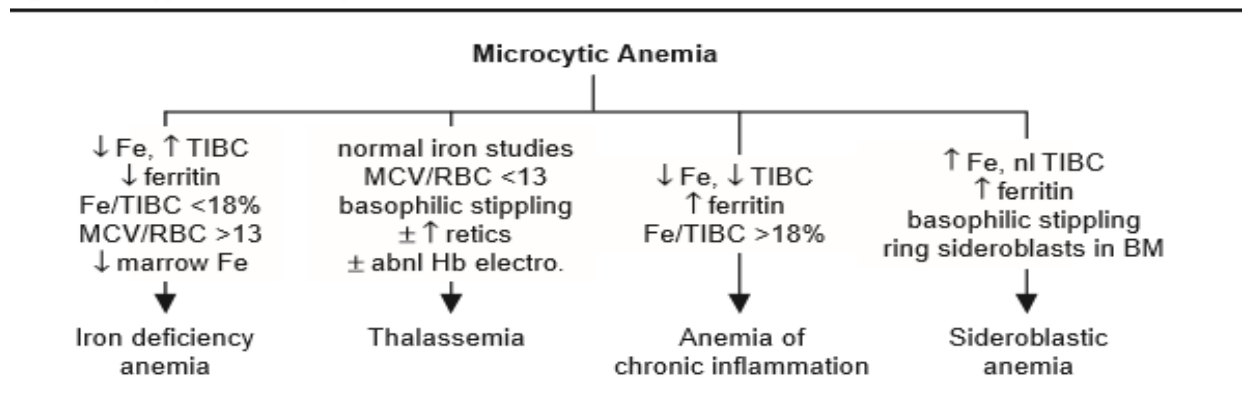 Microcytic Anemia
↓ Fe, ↑ TIBC
↓ ferritin
Fe/TIBC <18%
MCV/RBC >13
↓ marrow Fe
Iron deficiency
anemia
normal iron studies
MCV/RBC <13
basophilic stippling
± ↑ retics
± abnl Hb electro.
Thalassemia
↓ Fe, ↓ TIBC
↑ ferritin
Fe/TIBC >18%
Anemia of
chronic inflammation
↑ Fe, nl TIBC
↑ ferritin
basophilic stippling
ring sideroblasts in BM
Sideroblastic
anemia